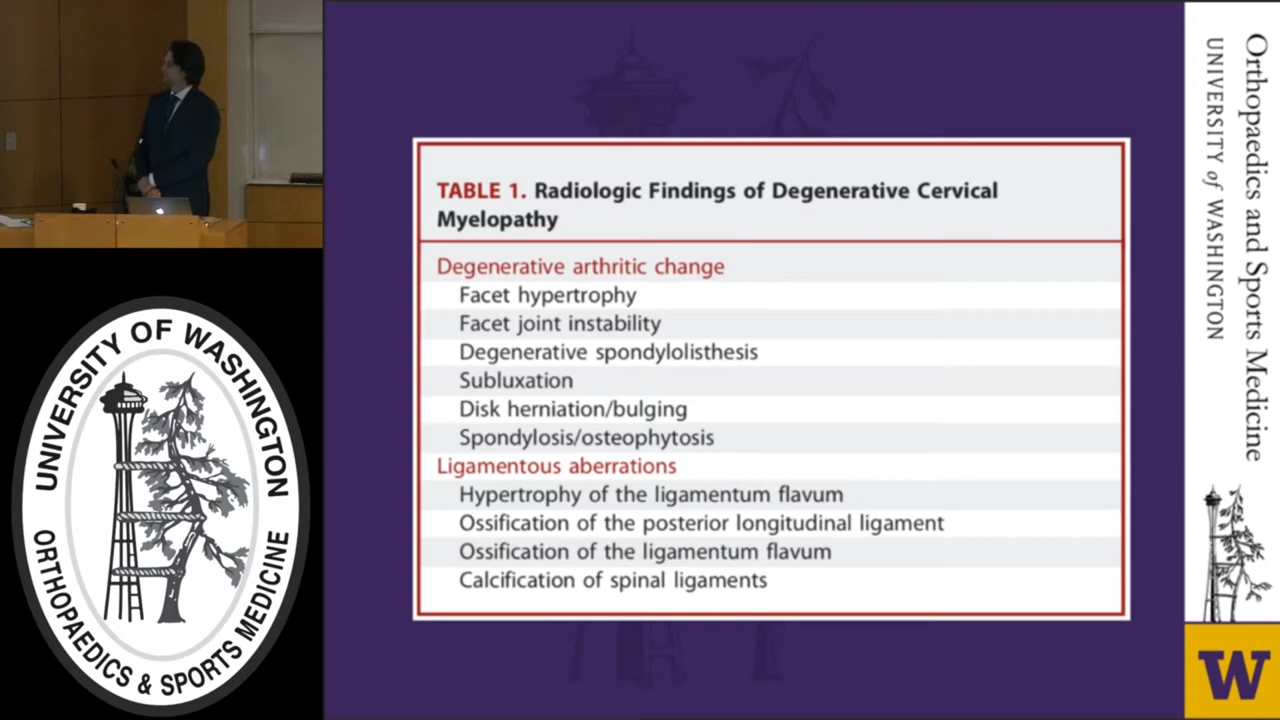 TABLE 1. Radiologic Findings of Degenerative Cervical
Myelopathy
Degenerative arthritic change
Facet hypertrophy
Facet joint instability
Degenerative spondylolisthesis
Subluxation
Disk herniation/bulging
Spondylosis/osteophytosis
Ligamentous aberrations
Hypertrophy of the ligamentum flavum
Ossification of the posterior longitudinal ligament
Ossification of the ligamentum flavum
Calcification of spinal ligaments
UNIVERSITY OF WASHINGTON
ORTHOPAEDICS & SPORTS MEDICINE
Orthopaedics and Sports Medicine
UNIVERSITY of WASHINGTON
W